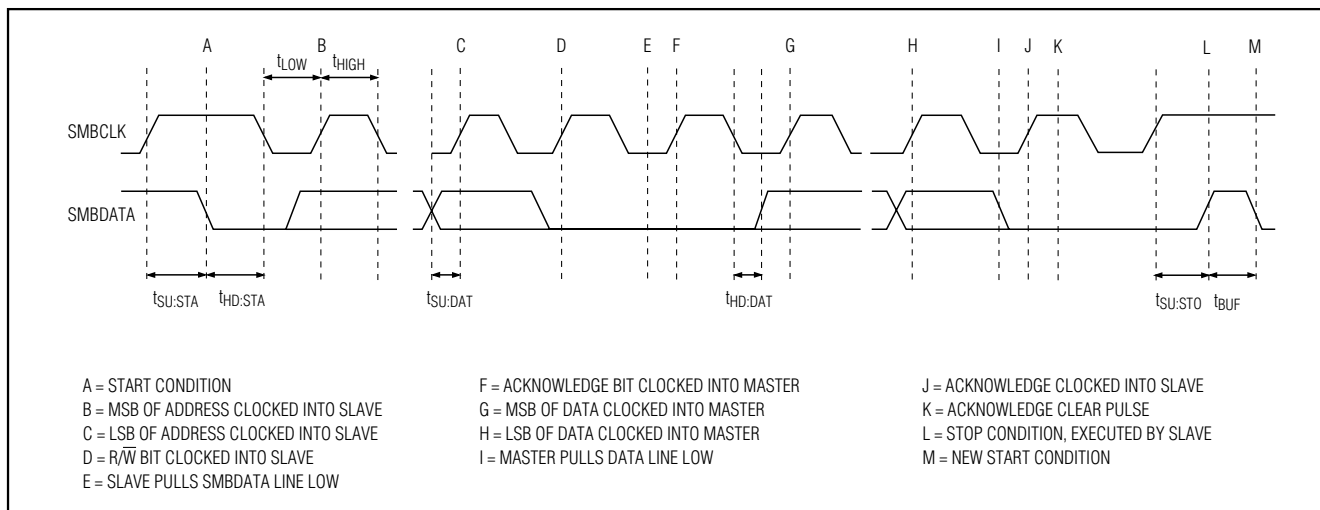 A B C D E F G H I J K L M
tLOW tHIGH
SMBCLK
SMBDATA
tSU:STA tHD:STA tSU:DAT tHD:DAT tSU:STO tBUF
A = START CONDITION
B = MSB OF ADDRESS CLOCKED INTO SLAVE
C = LSB OF ADDRESS CLOCKED INTO SLAVE
D = R/W̅ BIT CLOCKED INTO SLAVE
E = SLAVE PULLS SMBDATA LINE LOW
F = ACKNOWLEDGE BIT CLOCKED INTO MASTER
G = MSB OF DATA CLOCKED INTO MASTER
H = LSB OF DATA CLOCKED INTO MASTER
I = MASTER PULLS DATA LINE LOW
J = ACKNOWLEDGE CLOCKED INTO SLAVE
K = ACKNOWLEDGE CLEAR PULSE
L = STOP CONDITION, EXECUTED BY SLAVE
M = NEW START CONDITION